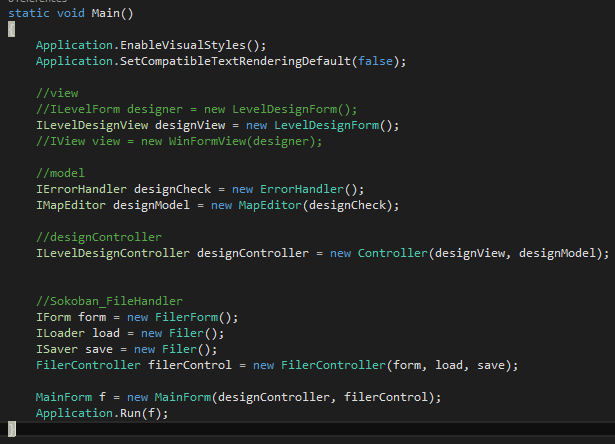 static void Main()
{
Application.EnableVisualStyles();
Application.SetCompatibleTextRenderingDefault(false);
//view
//ILevelForm designer = new LevelDesignForm();
ILevelDesignView designView = new LevelDesignForm();
//IView view = new WinFormView(designer);
//model
IErrorHandler designCheck = new ErrorHandler();
IMapEditor designModel = new MapEditor(designCheck);
//designController
ILevelDesignController designController = new Controller(designView, designModel);
//Sokoban_FileHandler
IForm form = new FilerForm();
ILoader load = new Filer();
ISaver save = new Filer();
FilerController filerControl = new FilerController(form, load, save);
MainForm f = new MainForm(designController, filerControl);
Application.Run(f);
}